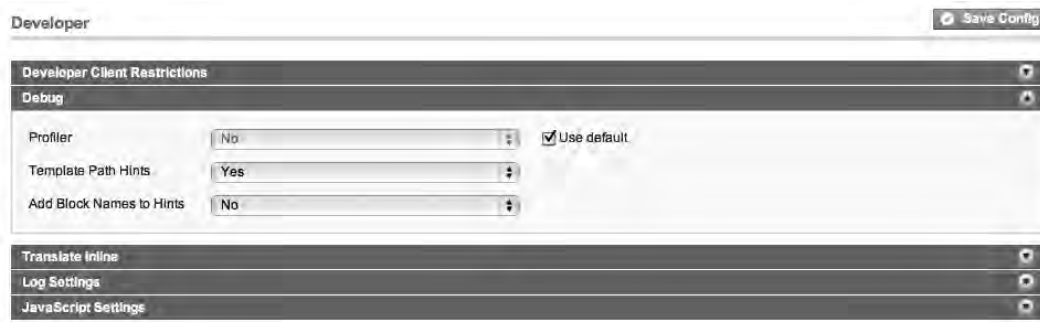 Developer
Save Config
Developer Client Restrictions
Debug
Profiler No Use default
Template Path Hints Yes
Add Block Names to Hints No
Translate Inline
Log Settings
JavaScript Settings